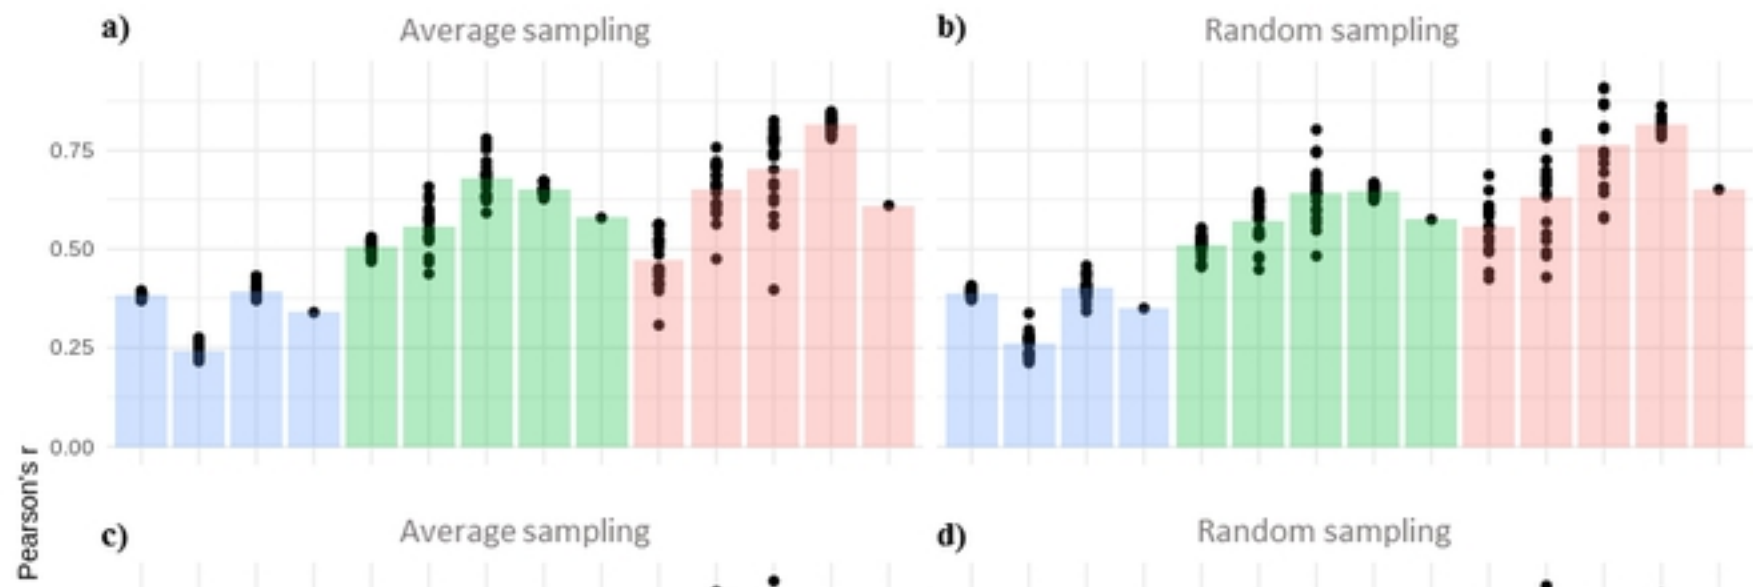 a) Average sampling
b) Random sampling
0.75
0.50
0.25
0.00
Pearson's r
c) Average sampling
d) Random sampling